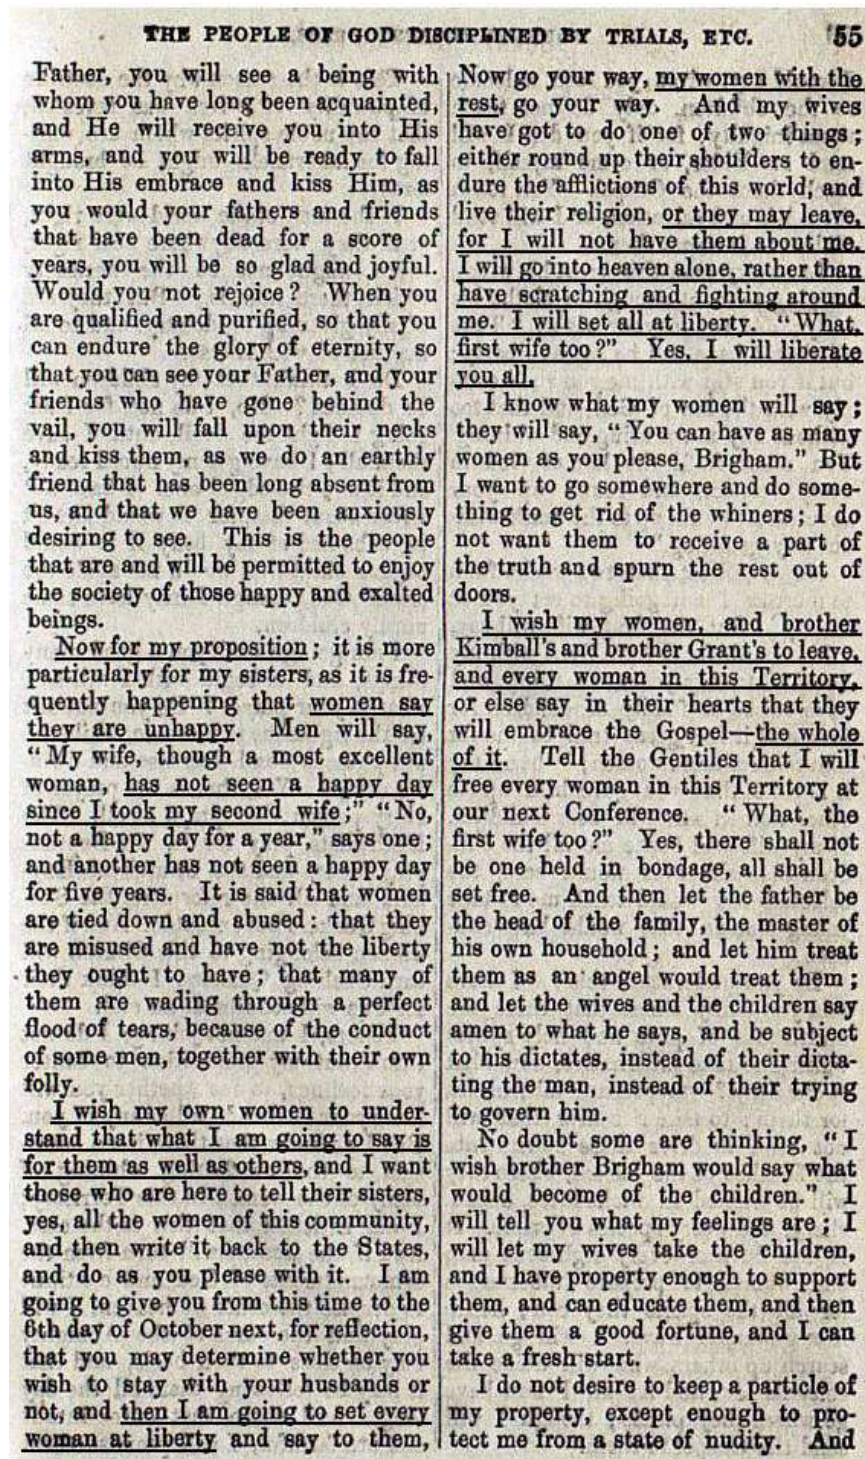 THE PEOPLE OF GOD DISCIPLINED BY TRIALS, ETC. 55
Father, you will see a being with
whom you have long been acquainted,
and He will receive you into His
arms, and you will be ready to fall
into His embrace and kiss Him, as
you would your fathers and friends
that have been dead for a score of
years, you will be so glad and joyful.
Would you not rejoice? When you
are qualified and purified, so that you
can endure the glory of eternity, so
that you can see your Father, and your
friends who have gone behind the
vail, you will fall upon their necks
and kiss them, as we do an earthly
friend that has been long absent from
us, and that we have been anxiously
desiring to see. This is the people
that are and will be permitted to enjoy
the society of those happy and exalted
beings.
Now for my proposition; it is more
particularly for my sisters, as it is fre-
quently happening that women say
they are unhappy. Men will say,
"My wife, though a most excellent
woman, has not seen a happy day
since I took my second wife;" "No,
not a happy day for a year," says one;
and another has not seen a happy day
for five years. It is said that women
are tied down and abused: that they
are misused and have not the liberty
they ought to have; that many of
them are wading through a perfect
flood of tears, because of the conduct
of some men, together with their own
folly.
I wish my own women to under-
stand that what I am going to say is
for them as well as others, and I want
those who are here to tell their sisters,
yes, all the women of this community,
and then write it back to the States,
and do as you please with it. I am
going to give you from this time to the
6th day of October next, for reflection,
that you may determine whether you
wish to stay with your husbands or
not, and then I am going to set every
woman at liberty and say to them,
Now go your way, my women with the
rest, go your way. And my wives
have got to do one of two things;
either round up their shoulders to en-
dure the afflictions of this world, and
live their religion, or they may leave,
for I will not have them about me.
I will go into heaven alone, rather than
have scratching and fighting around
me. I will set all at liberty. "What,
first wife too?" Yes, I will liberate
you all.
I know what my women will say;
they will say, "You can have as many
women as you please, Brigham." But
I want to go somewhere and do some-
thing to get rid of the whiners; I do
not want them to receive a part of
the truth and spurn the rest out of
doors.
I wish my women, and brother
Kimball's and brother Grant's to leave,
and every woman in this Territory,
or else say in their hearts that they
will embrace the Gospel—the whole
of it. Tell the Gentiles that I will
free every woman in this Territory at
our next Conference. "What, the
first wife too?" Yes, there shall not
be one held in bondage, all shall be
set free. And then let the father be
the head of the family, the master of
his own household; and let him treat
them as an angel would treat them;
and let the wives and the children say
amen to what he says, and be subject
to his dictates, instead of their dicta-
ting the man, instead of their trying
to govern him.
No doubt some are thinking, "I
wish brother Brigham would say what
would become of the children." I
will tell you what my feelings are; I
will let my wives take the children,
and I have property enough to support
them, and can educate them, and then
give them a good fortune, and I can
take a fresh start.
I do not desire to keep a particle of
my property, except enough to pro-
tect me from a state of nudity. And